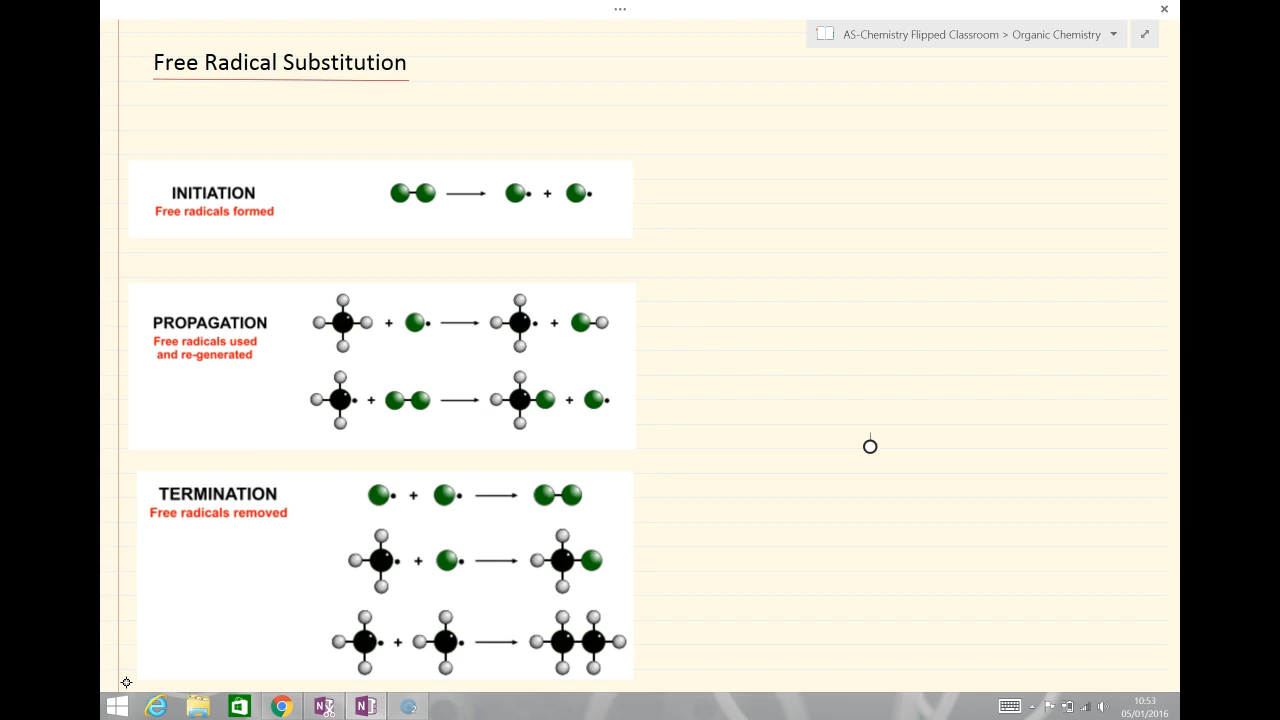 AS-Chemistry Flipped Classroom > Organic Chemistry
Free Radical Substitution
INITIATION
Free radicals formed
+
PROPAGATION
Free radicals used
and re-generated
+ +
+ +
TERMINATION
Free radicals removed
+
+
+
10:53
05/01/2016